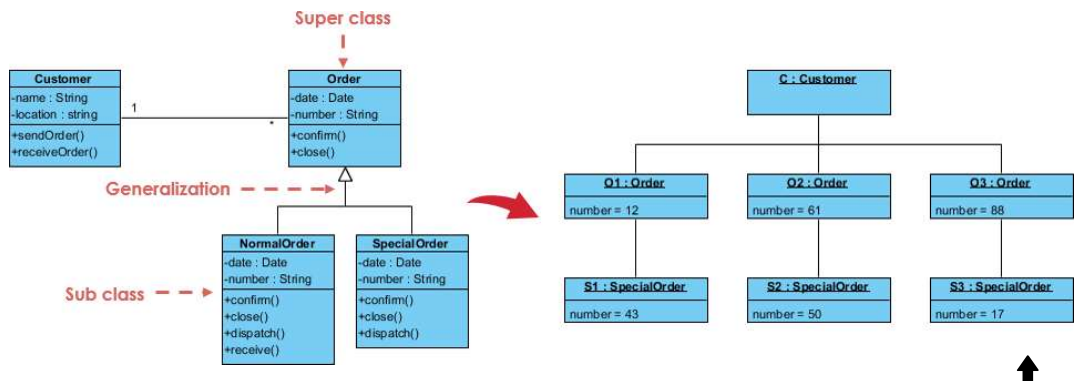 Super class
Customer
-name : String
-location : string
+sendOrder()
+receiveOrder()
1
*
Order
-date : Date
-number : String
+confirm()
+close()
Generalization
NormalOrder
-date : Date
-number : String
+confirm()
+close()
+dispatch()
+receive()
SpecialOrder
-date : Date
-number : String
+confirm()
+close()
+dispatch()
Sub class
C : Customer
O1 : Order
number = 12
O2 : Order
number = 61
O3 : Order
number = 88
S1 : SpecialOrder
number = 43
S2 : SpecialOrder
number = 50
S3 : SpecialOrder
number = 17